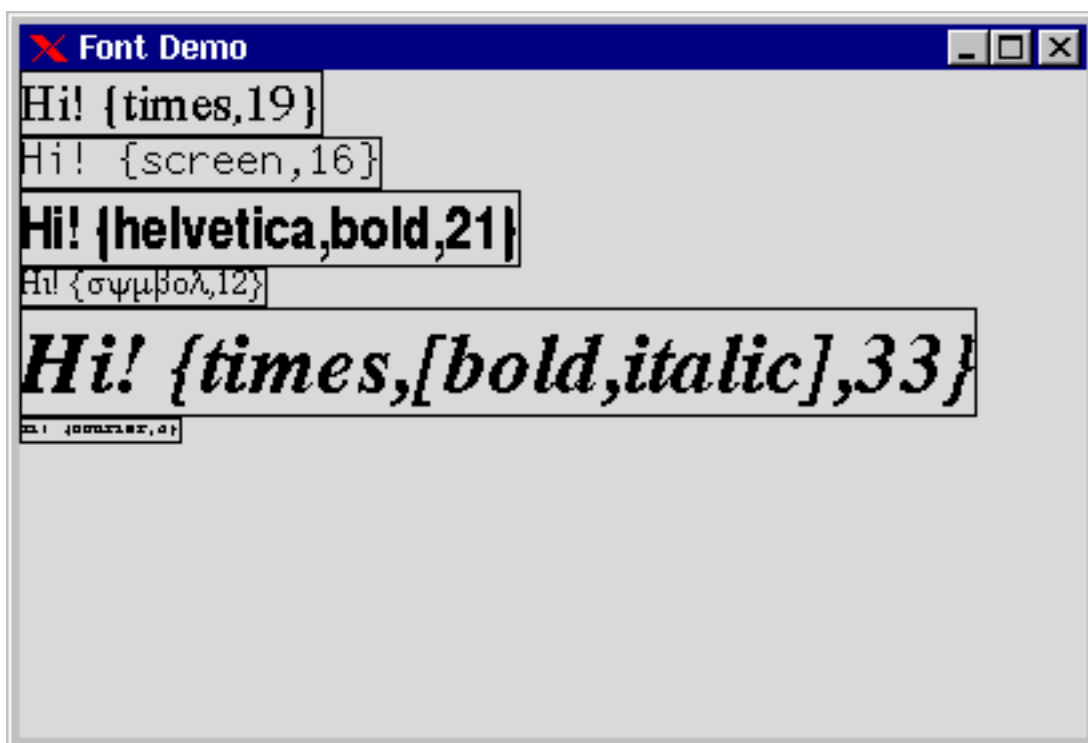 Font Demo
Hi! {times,19}
Hi! {screen,16}
Hi! {helvetica,bold,21}
Ηι! {σψμβολ,12}
Hi! {times,[bold,italic],33}
Hi!